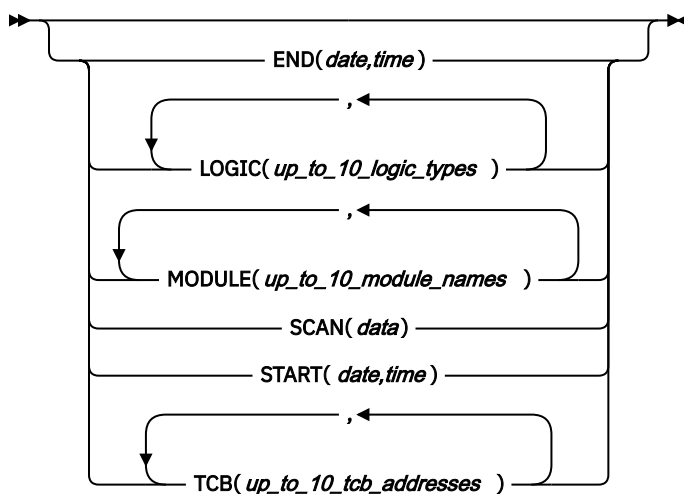 END(date,time)
,
LOGIC(up_to_10_logic_types )
,
MODULE(up_to_10_module_names )
SCAN(data)
START( date,time)
,
TCB(up_to_10_tcb_addresses )